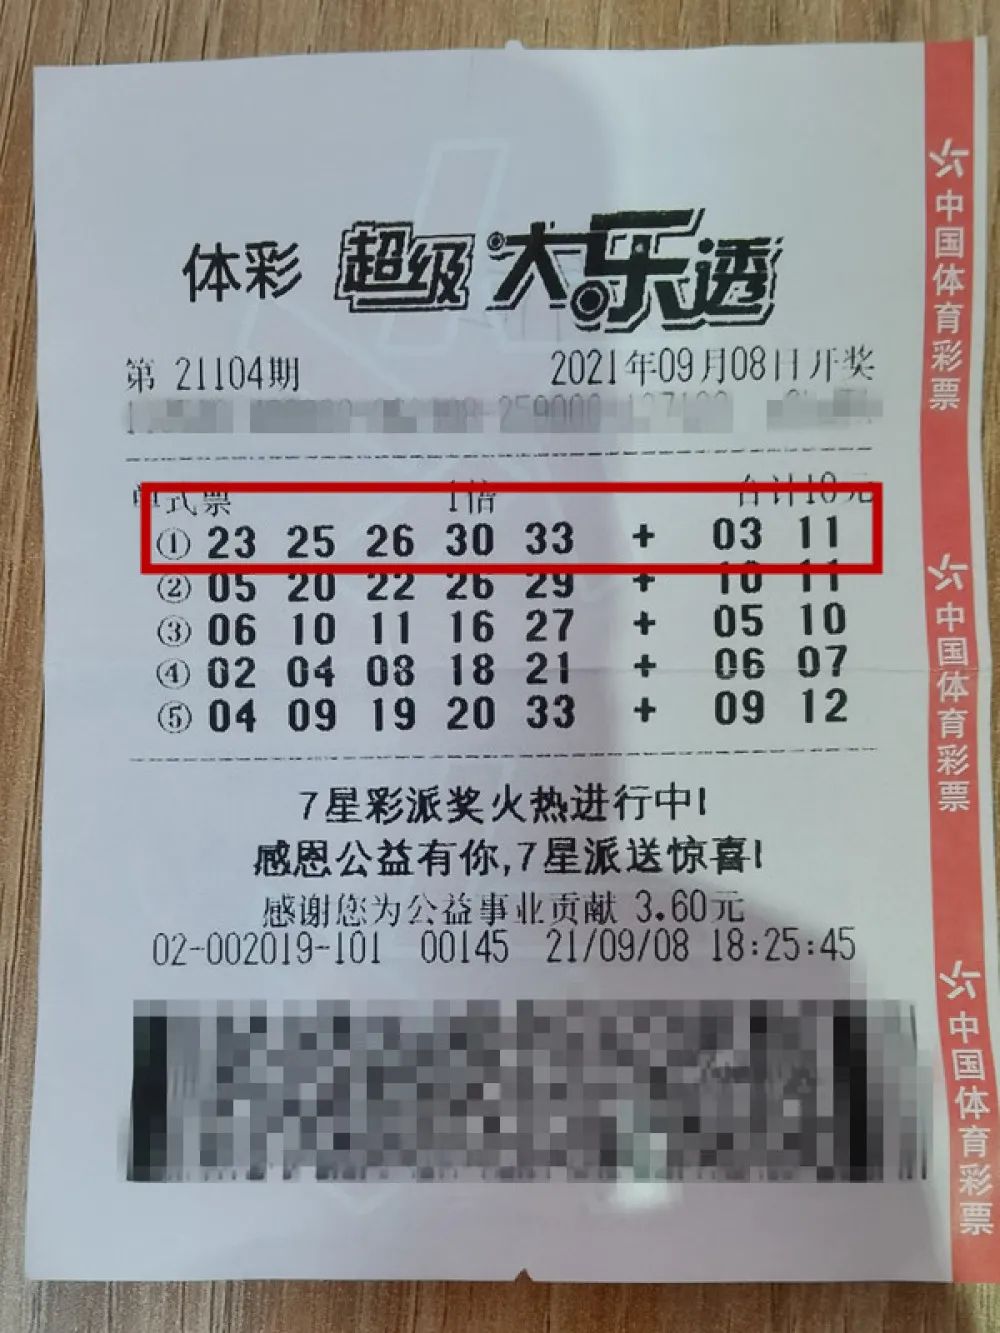 体彩 超级大乐透
第 21104期 2021年09月08日开奖
单式票 1倍 合计10元
① 23 25 26 30 33 + 03 11
② 05 20 22 26 29 + 10 11
③ 06 10 11 16 27 + 05 10
④ 02 04 08 18 21 + 06 07
⑤ 04 09 19 20 33 + 09 12
7星彩派奖火热进行中!
感恩公益有你,7星派送惊喜!
感谢您为公益事业贡献 3.60元
02-002019-101 00145 21/09/08 18:25:45
中国体育彩票
中国体育彩票
中国体育彩票